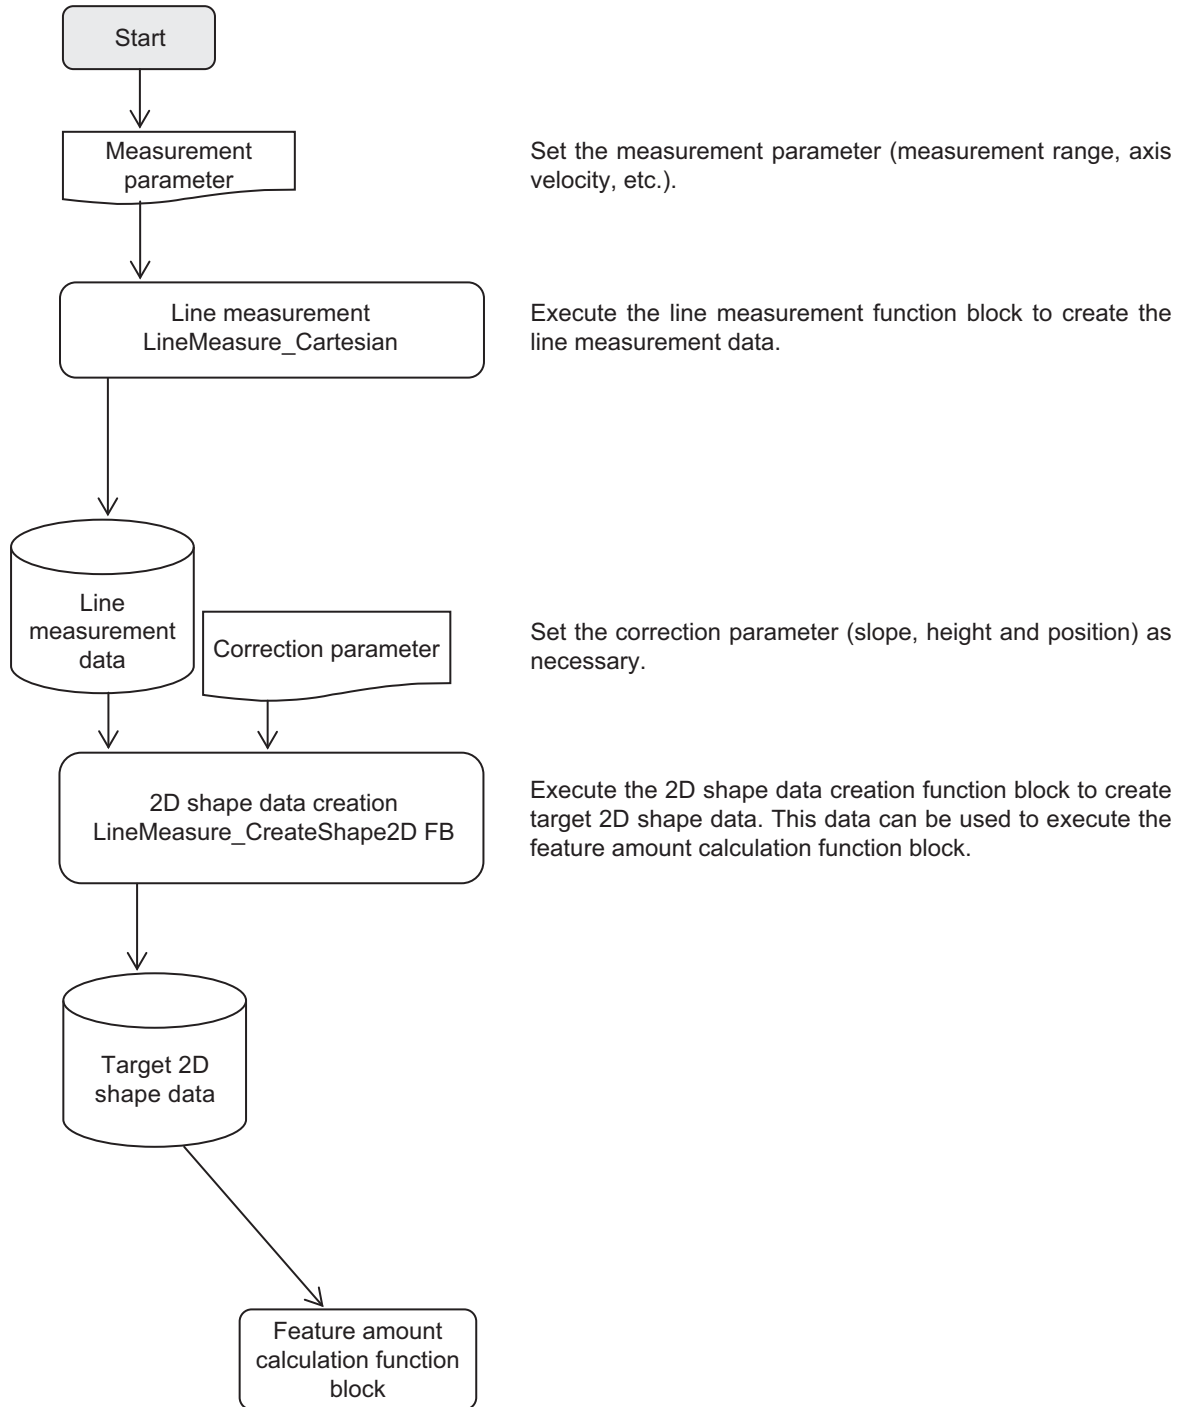 Start
Measurement
parameter
Set the measurement parameter (measurement range, axis
velocity, etc.).
Line measurement
LineMeasure_Cartesian
Execute the line measurement function block to create the
line measurement data.
Line
measurement
data
Correction parameter
Set the correction parameter (slope, height and position) as
necessary.
2D shape data creation
LineMeasure_CreateShape2D FB
Execute the 2D shape data creation function block to create
target 2D shape data. This data can be used to execute the
feature amount calculation function block.
Target 2D
shape data
Feature amount
calculation function
block